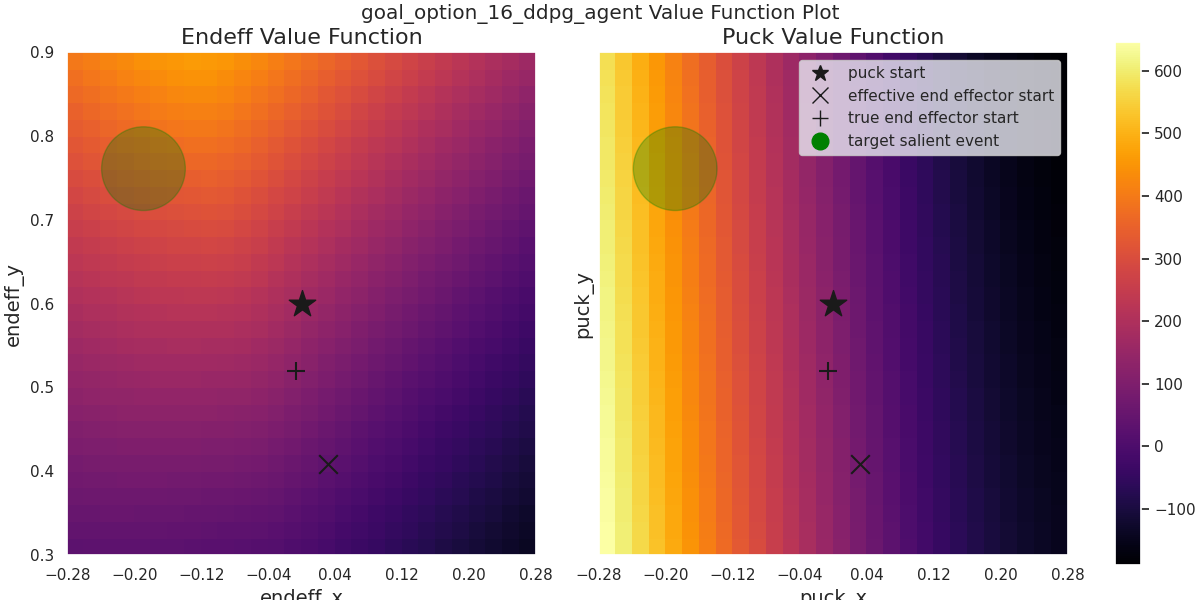 goal_option_16_ddpg_agent Value Function Plot
Endeff Value Function
Puck Value Function
0.9
0.8
0.7
0.6
0.5
0.4
0.3
endeff_y
−0.28 −0.20 −0.12 −0.04 0.04 0.12 0.20 0.28
endeff_x
puck_y
puck start
effective end effector start
true end effector start
target salient event
−0.28 −0.20 −0.12 −0.04 0.04 0.12 0.20 0.28
puck_x
600
500
400
300
200
100
0
−100